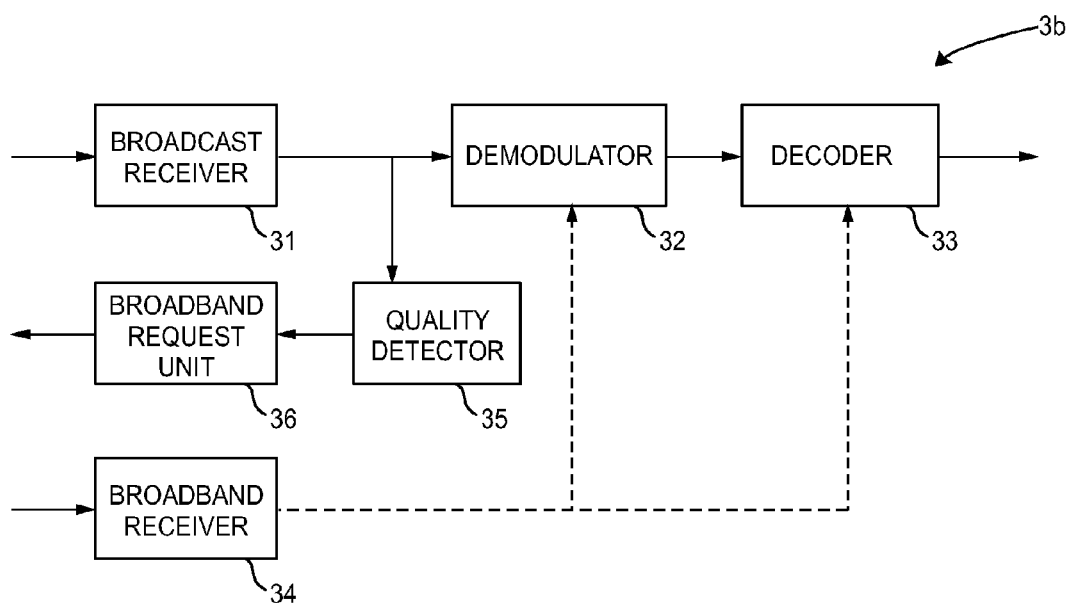 3b
BROADCAST
RECEIVER
31
DEMODULATOR
32
DECODER
33
BROADBAND
REQUEST
UNIT
36
QUALITY
DETECTOR
35
BROADBAND
RECEIVER
34